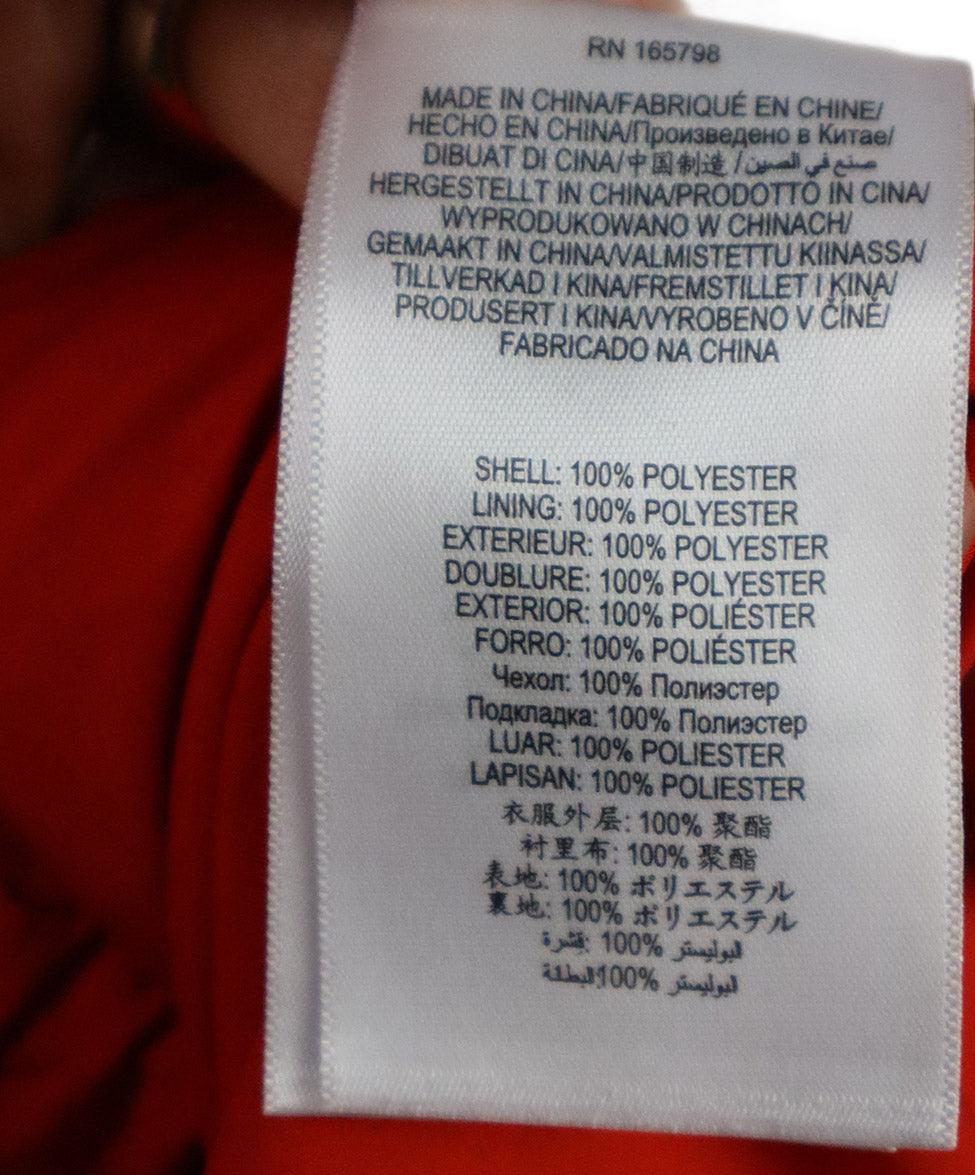 RN 165798
MADE IN CHINA/FABRIQUÉ EN CHINE/
HECHO EN CHINA/Произведено в Китае/
DIBUAT DI CINA/中国制造 /صنع في الصين/
HERGESTELLT IN CHINA/PRODOTTO IN CINA/
WYPRODUKOWANO W CHINACH/
GEMAAKT IN CHINA/VALMISTETTU KIINASSA/
TILLVERKAD I KINA/FREMSTILLET I KINA/
PRODUSERT I KINA/VYROBENO V ČÍNĚ/
FABRICADO NA CHINA
SHELL: 100% POLYESTER
LINING: 100% POLYESTER
EXTERIEUR: 100% POLYESTER
DOUBLURE: 100% POLYESTER
EXTERIOR: 100% POLIÉSTER
FORRO: 100% POLIÉSTER
Чехол: 100% Полиэстер
Подкладка: 100% Полиэстер
LUAR: 100% POLIESTER
LAPISAN: 100% POLIESTER
衣服外层: 100% 聚酯
衬里布: 100% 聚酯
表地: 100% ポリエステル
裏地: 100% ポリエステル
قشرة: 100% البوليستر
البطانة100% البوليستر